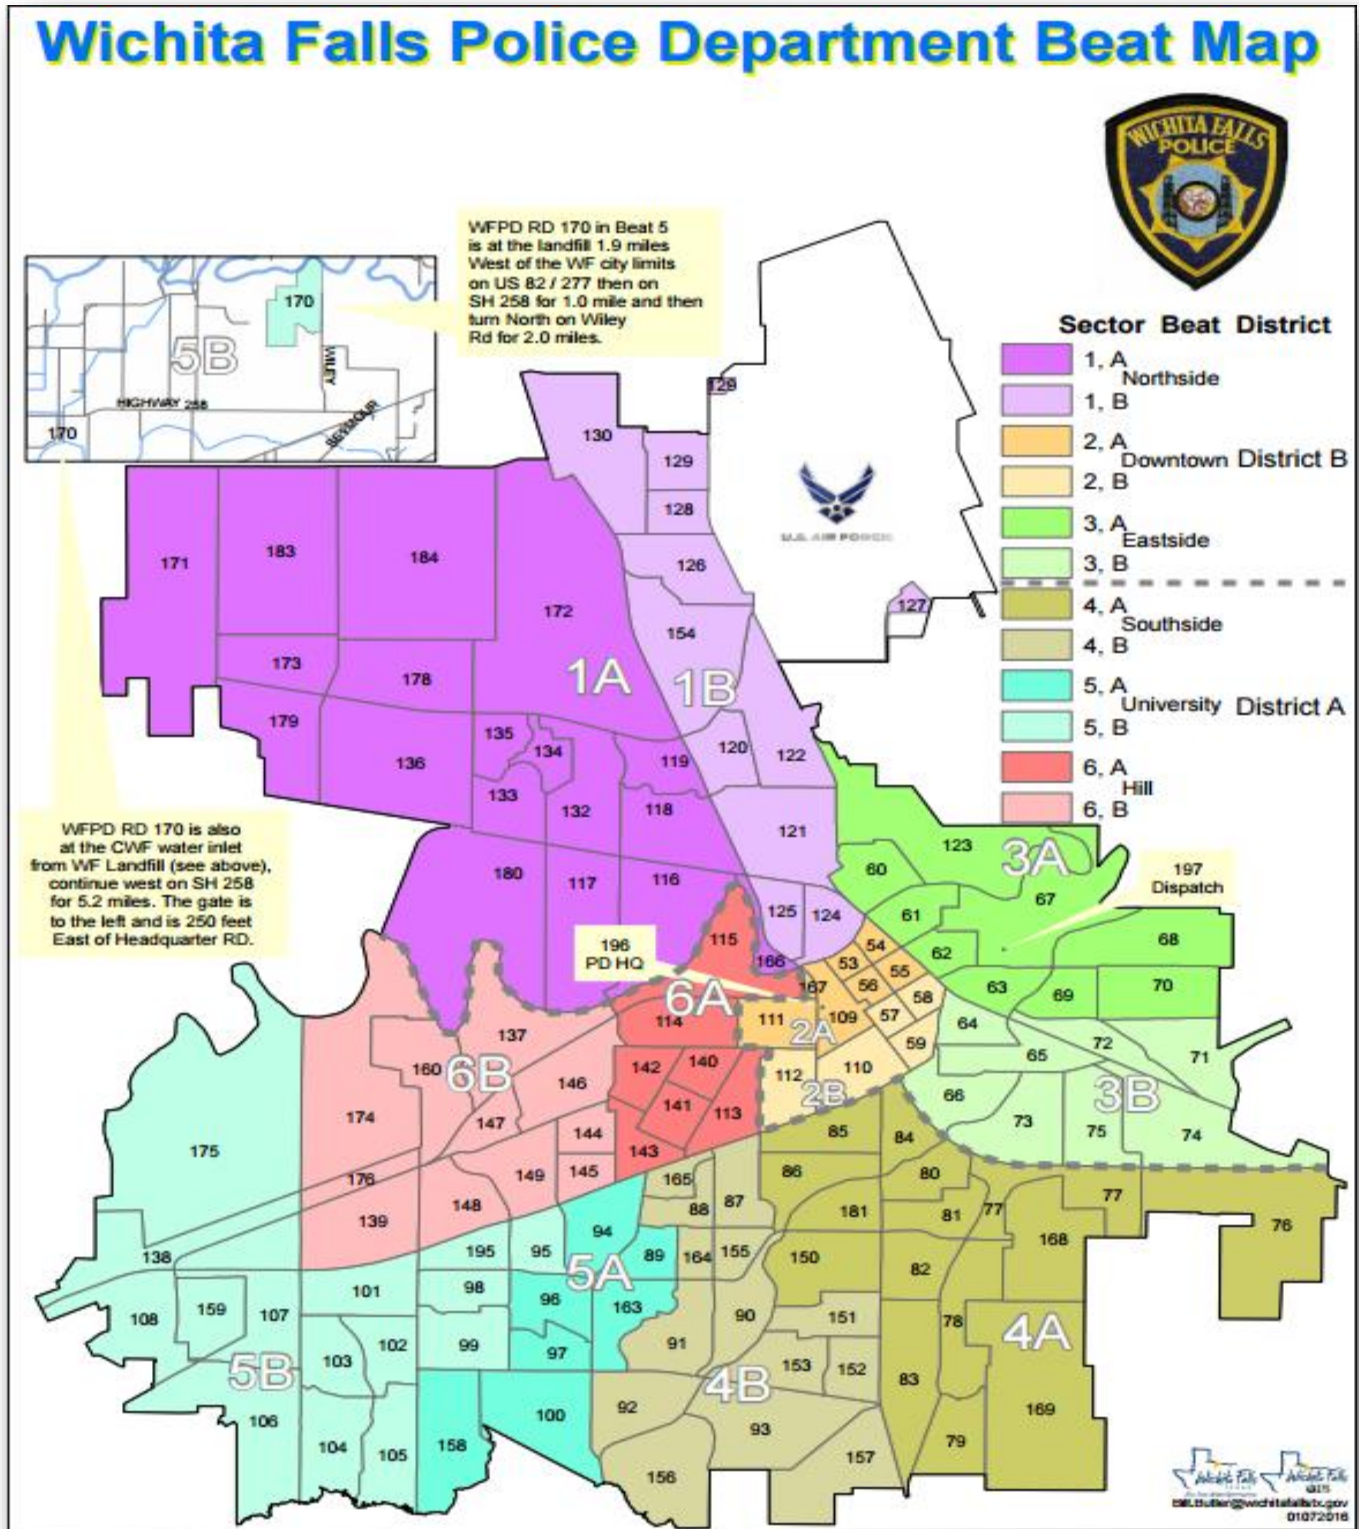 Wichita Falls Police Department Beat Map
WICHITA FALLS
POLICE
WFPD RD 170 in Beat 5
is at the landfill 1.9 miles
West of the WF city limits
on US 82 / 277 then on
SH 258 for 1.0 mile and then
turn North on Wiley
Rd for 2.0 miles.
170
5B
WILEY
HIGHWAY 258
SEYMOUR
170
Sector Beat District
1, A
Northside
1, B
2, A
Downtown District B
2, B
3, A
Eastside
3, B
4, A
Southside
4, B
5, A
University District A
5, B
6, A
Hill
6, B
U.S. AIR FORCE
129
130
129
128
126
127
171
183
184
172
154
173
178
1A
1B
179
135
134
120
122
136
119
133
132
118
121
WFPD RD 170 is also
at the CWF water inlet
from WF Landfill (see above),
continue west on SH 258
for 5.2 miles. The gate is
to the left and is 250 feet
East of Headquarter RD.
123
3A
197
Dispatch
180
117
116
60
67
125
124
61
196
PD HQ
115
166
54
53
62
68
55
167
56
63
69
70
6A
58
114
111
2A
109
57
64
137
59
72
71
160
6B
142
140
65
146
112
110
2B
66
3B
174
147
141
113
73
75
74
144
85
84
175
143
176
149
145
165
86
80
77
148
88
87
181
81
77
76
139
94
168
138
195
95
89
164
155
150
5A
82
101
98
96
163
108
159
107
90
151
78
4A
102
99
97
91
103
153
152
5B
4B
83
106
92
100
93
169
104
105
158
79
156
157
Wichita Falls
Wichita Falls
GIS
Bill.Butler@wichitafallstx.gov
01072016